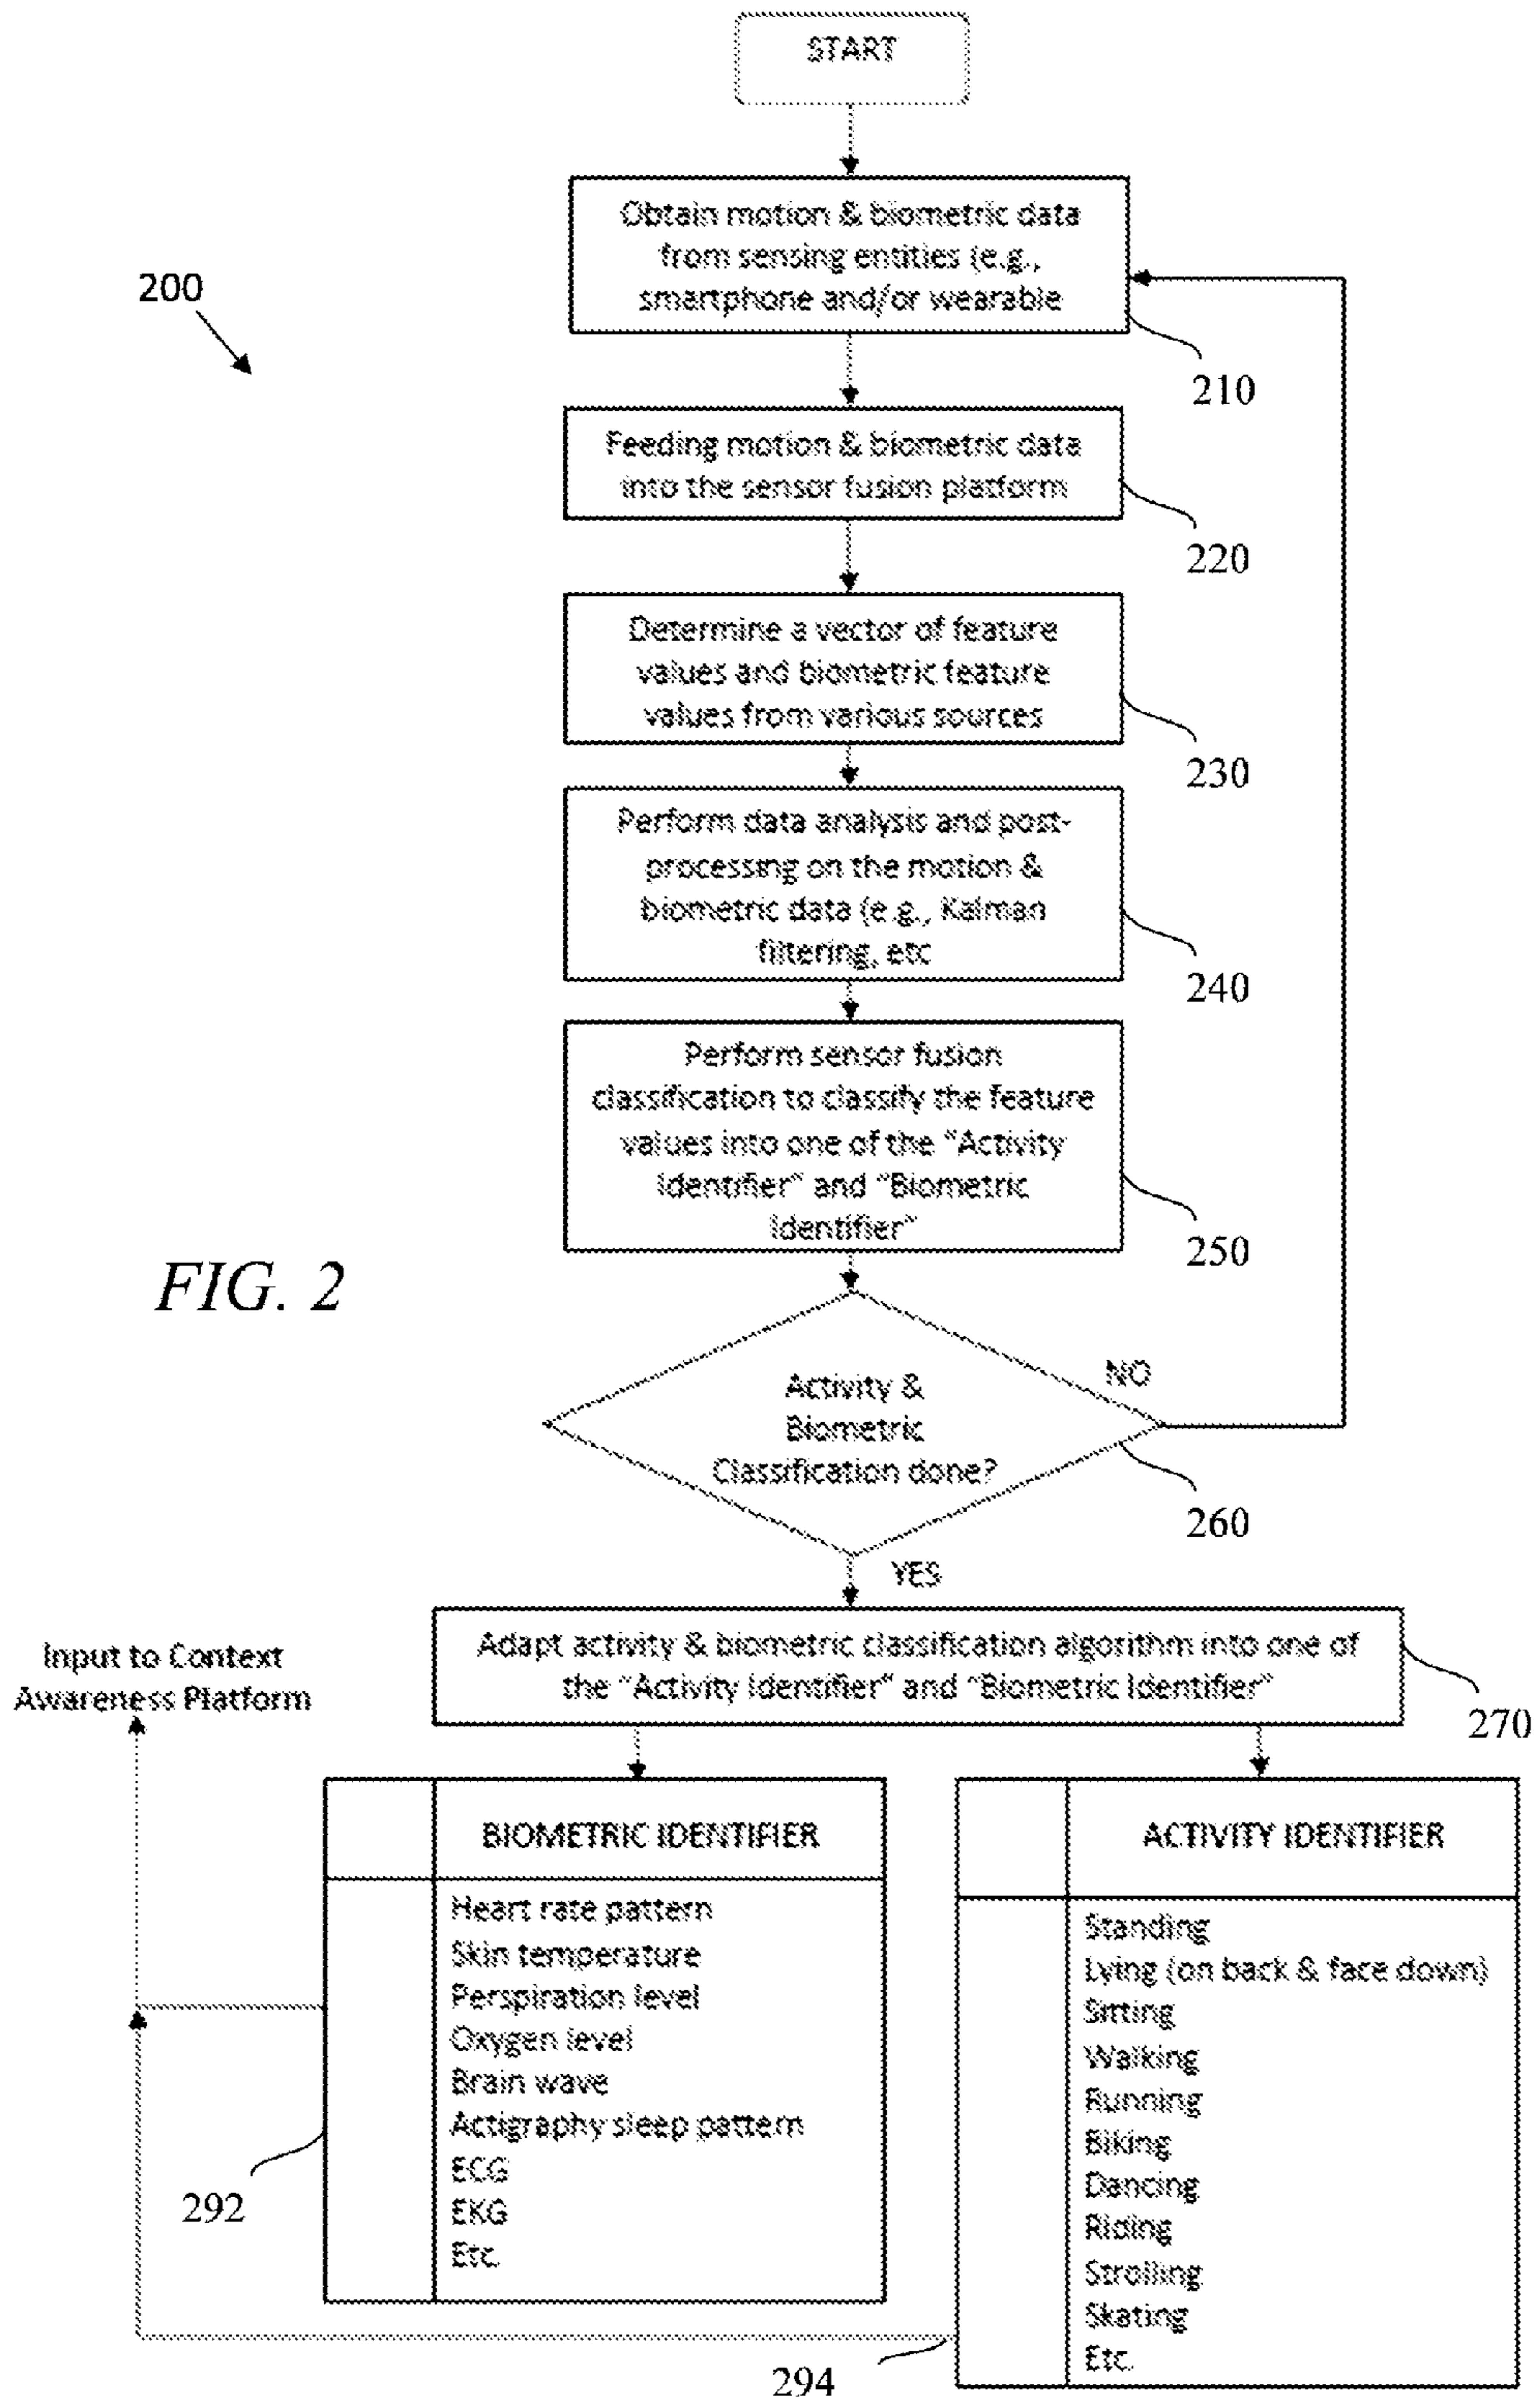 START
Obtain motion & biometric data
from sensing entities (e.g.,
smartphone and/or wearable
200
210
Feeding motion & biometric data
into the sensor fusion platform
220
Determine a vector of feature
values and biometric feature
values from various sources
230
Perform data analysis and post-
processing on the motion &
biometric data (e.g., Kalman
filtering, etc
240
Perform sensor fusion
classification to classify the feature
values into one of the "Activity
Identifier" and "Biometric
Identifier"
250
FIG. 2
Activity &
Biometric
Classification done?
NO
260
YES
Adapt activity & biometric classification algorithm into one of
the "Activity Identifier" and "Biometric Identifier"
270
Input to Context
Awareness Platform
BIOMETRIC IDENTIFIER
Heart rate pattern
Skin temperature
Perspiration level
Oxygen level
Brain wave
Actigraphy sleep pattern
ECG
EKG
Etc.
292
ACTIVITY IDENTIFIER
Standing
Lying (on back & face down)
Sitting
Walking
Running
Biking
Dancing
Riding
Strolling
Skating
Etc.
294